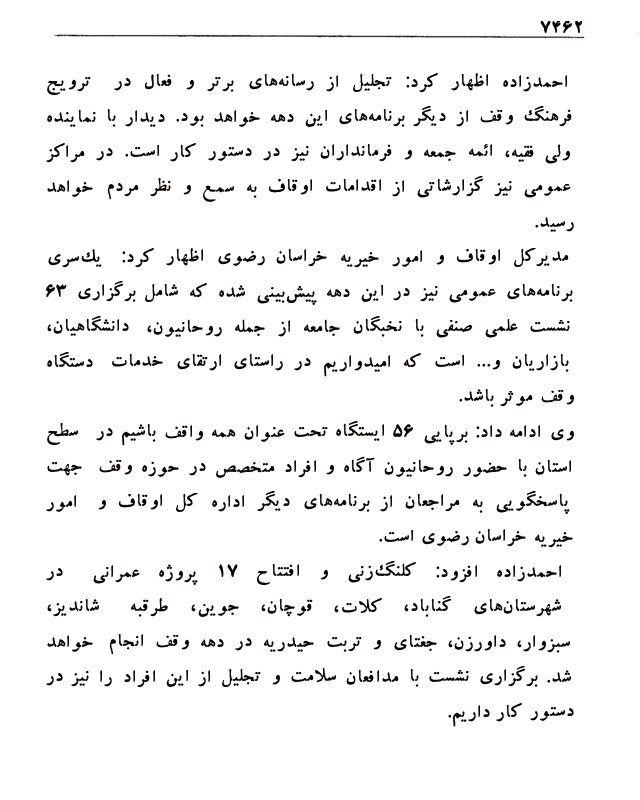 ۷۴۶۲
احمدزاده اظهار کرد: تجلیل از رسانه‌های برتر و فعال در ترویج
فرهنگ وقف از دیگر برنامه‌های این دهه خواهد بود. دیدار با نماینده
ولی فقیه، ائمه جمعه و فرمانداران نیز در دستور کار است. در مراکز
عمومی نیز گزارشاتی از اقدامات اوقاف به سمع و نظر مردم خواهد
رسید.
مدیرکل اوقاف و امور خیریه خراسان رضوی اظهار کرد: یك‌سری
برنامه‌های عمومی نیز در این دهه پیش‌بینی شده که شامل برگزاری ۶۳
نشست علمی صنفی با نخبگان جامعه از جمله روحانیون، دانشگاهیان،
بازاریان و... است که امیدواریم در راستای ارتقای خدمات دستگاه
وقف موثر باشد.
وی ادامه داد: برپایی ۵۶ ایستگاه تحت عنوان همه واقف باشیم در سطح
استان با حضور روحانیون آگاه و افراد متخصص در حوزه وقف جهت
پاسخگویی به مراجعان از برنامه‌های دیگر اداره کل اوقاف و امور
خیریه خراسان رضوی است.
احمدزاده افزود: کلنگ‌زنی و افتتاح ۱۷ پروژه عمرانی در
شهرستان‌های گناباد، کلات، قوچان، جوین، طرقبه شاندیز،
سبزوار، داورزن، جغتای و تربت حیدریه در دهه وقف انجام خواهد
شد. برگزاری نشست با مدافعان سلامت و تجلیل از این افراد را نیز در
دستور کار داریم.